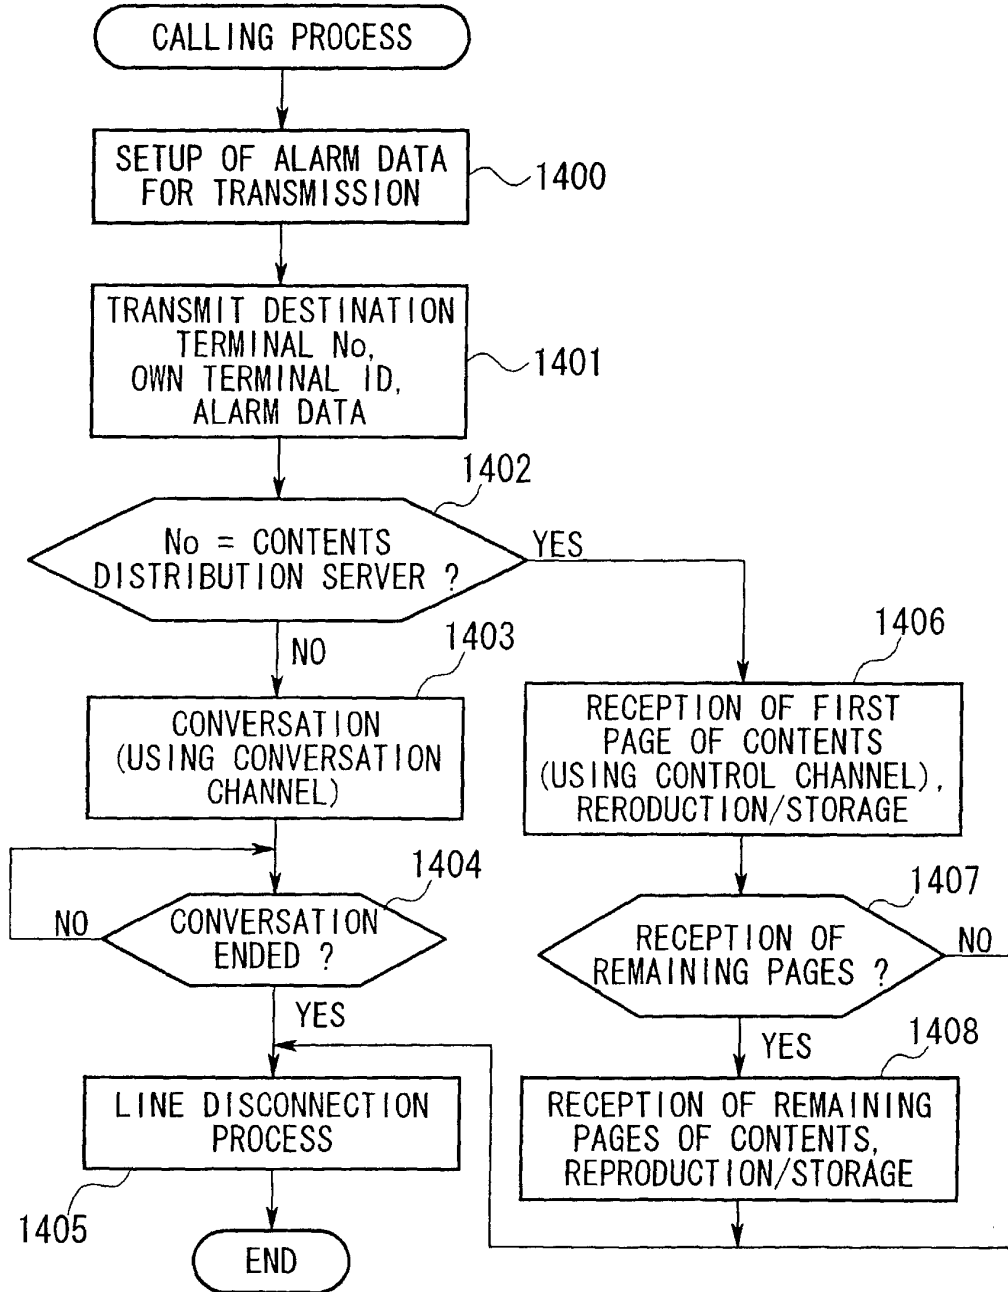 CALLING PROCESS
SETUP OF ALARM DATA
FOR TRANSMISSION
1400
TRANSMIT DESTINATION
TERMINAL No,
OWN TERMINAL ID,
ALARM DATA
1401
1402
No = CONTENTS
DISTRIBUTION SERVER ?
YES
NO
1403
CONVERSATION
(USING CONVERSATION
CHANNEL)
1404
CONVERSATION
ENDED ?
NO
YES
LINE DISCONNECTION
PROCESS
1405
END
1406
RECEPTION OF FIRST
PAGE OF CONTENTS
(USING CONTROL CHANNEL),
RERODUCTION/STORAGE
1407
RECEPTION OF
REMAINING PAGES ?
NO
YES
1408
RECEPTION OF REMAINING
PAGES OF CONTENTS,
REPRODUCTION/STORAGE